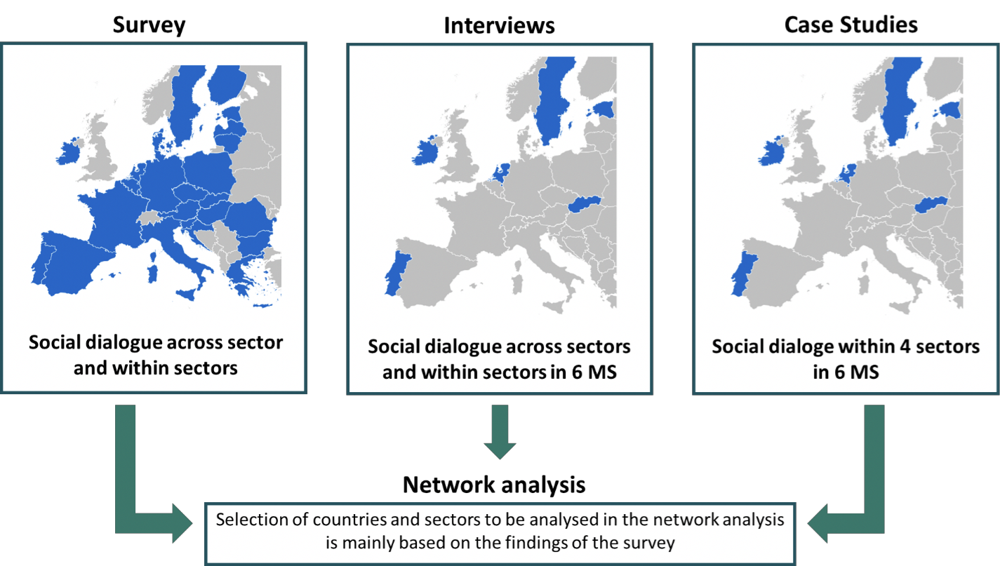 Survey
Interviews
Case Studies
Social dialogue across sector
and within sectors
Social dialogue across sectors
and within sectors in 6 MS
Social dialoge within 4 sectors
in 6 MS
Network analysis
Selection of countries and sectors to be analysed in the network analysis
is mainly based on the findings of the survey